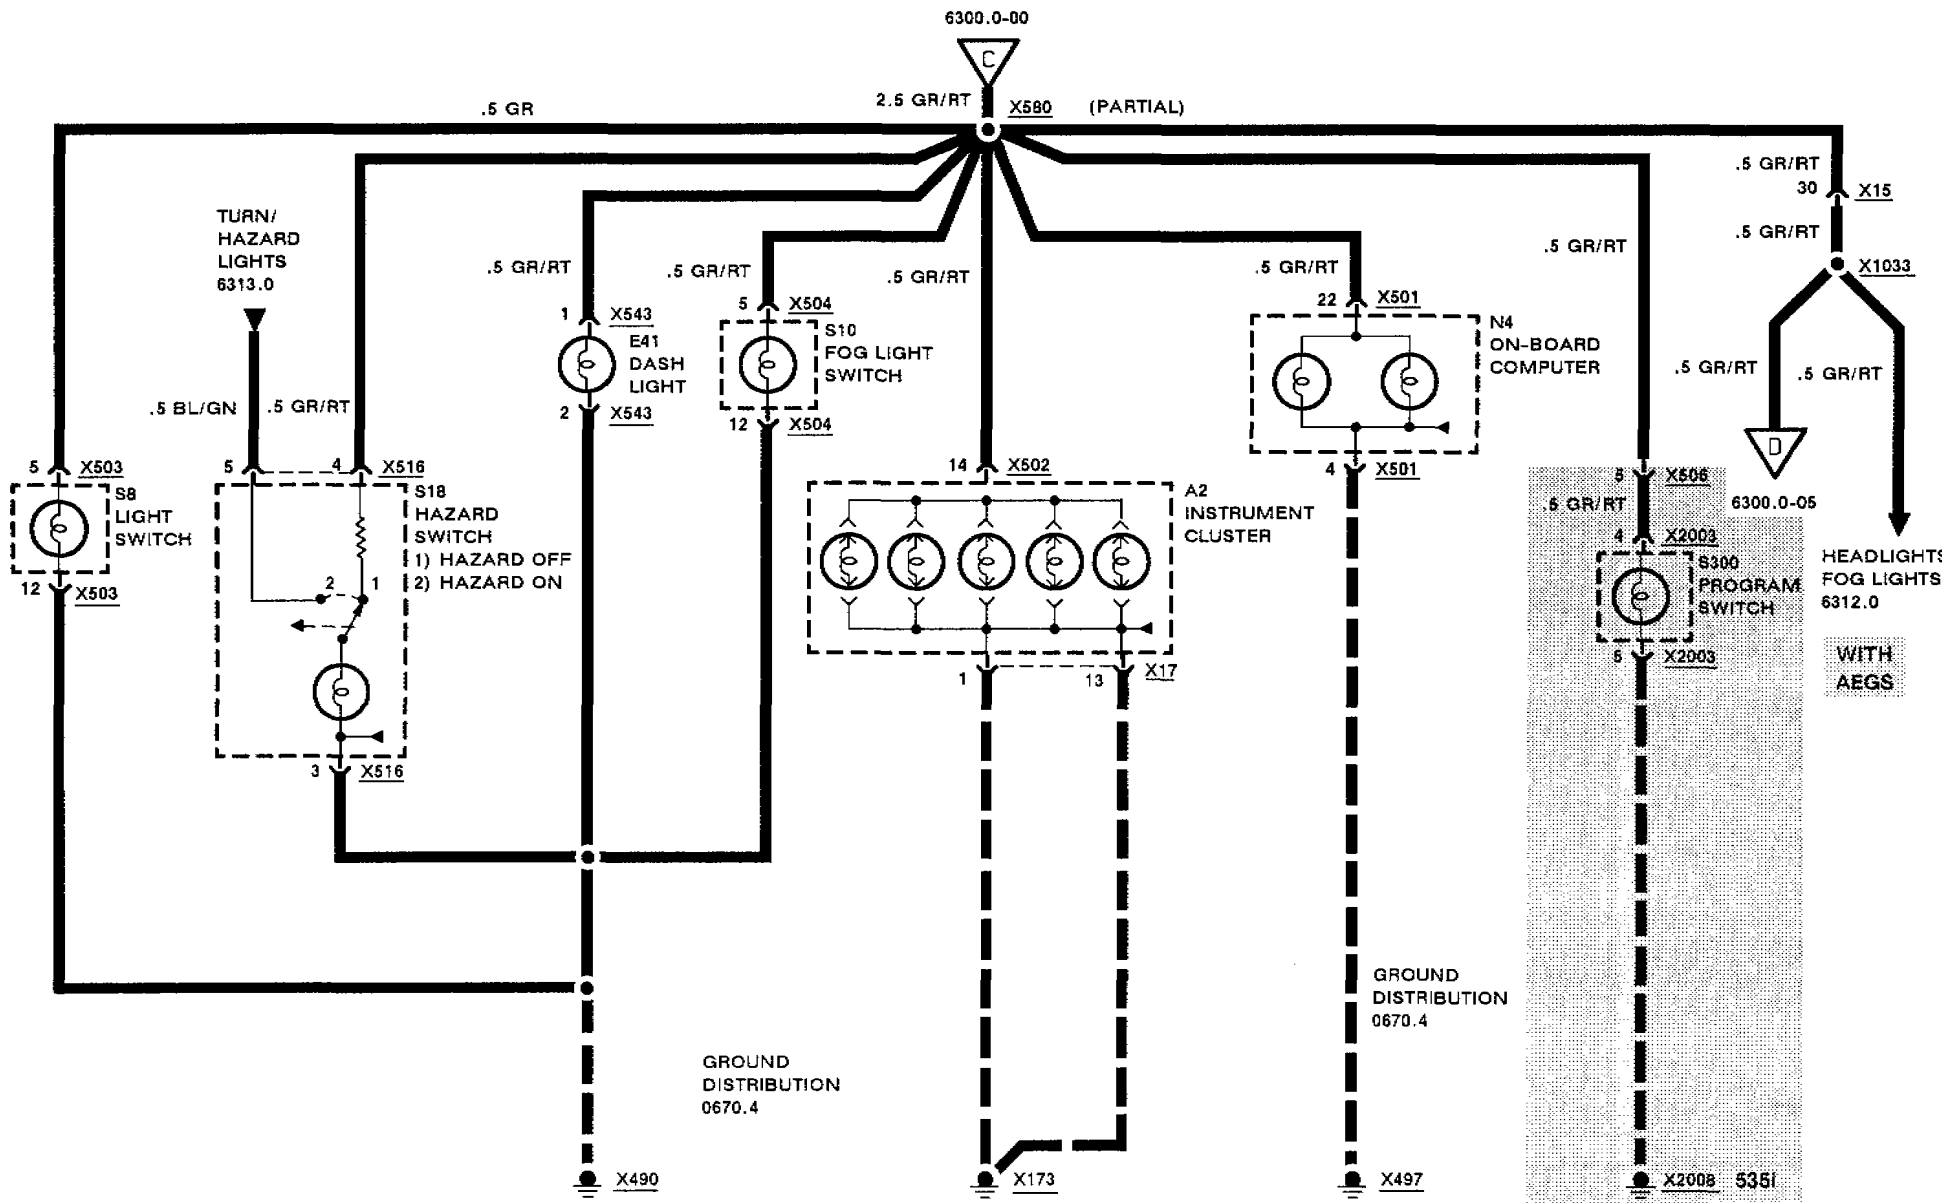 6300.0-00
C
2.5 GR/RT
X580
(PARTIAL)
.5 GR
TURN/
HAZARD
LIGHTS
6313.0
.5 BL/GN
.5 GR/RT
.5 GR/RT
.5 GR/RT
.5 GR/RT
.5 GR/RT
.5 GR/RT
.5 GR/RT
30
X15
.5 GR/RT
X1033
.5 GR/RT
.5 GR/RT
D
6300.0-05
HEADLIGHTS
FOG LIGHTS
6312.0
WITH
AEGS
5
X503
S8
LIGHT
SWITCH
12
X503
5
4
X516
S18
HAZARD
SWITCH
1) HAZARD OFF
2) HAZARD ON
2
1
3
X516
1
X543
E41
DASH
LIGHT
2
X543
5
X504
S10
FOG LIGHT
SWITCH
12
X504
14
X502
A2
INSTRUMENT
CLUSTER
1
13
X17
22
X501
N4
ON-BOARD
COMPUTER
4
X501
5
X506
.5 GR/RT
4
X2003
S300
PROGRAM
SWITCH
5
X2003
GROUND
DISTRIBUTION
0670.4
GROUND
DISTRIBUTION
0670.4
X490
X173
X497
X2008
535i